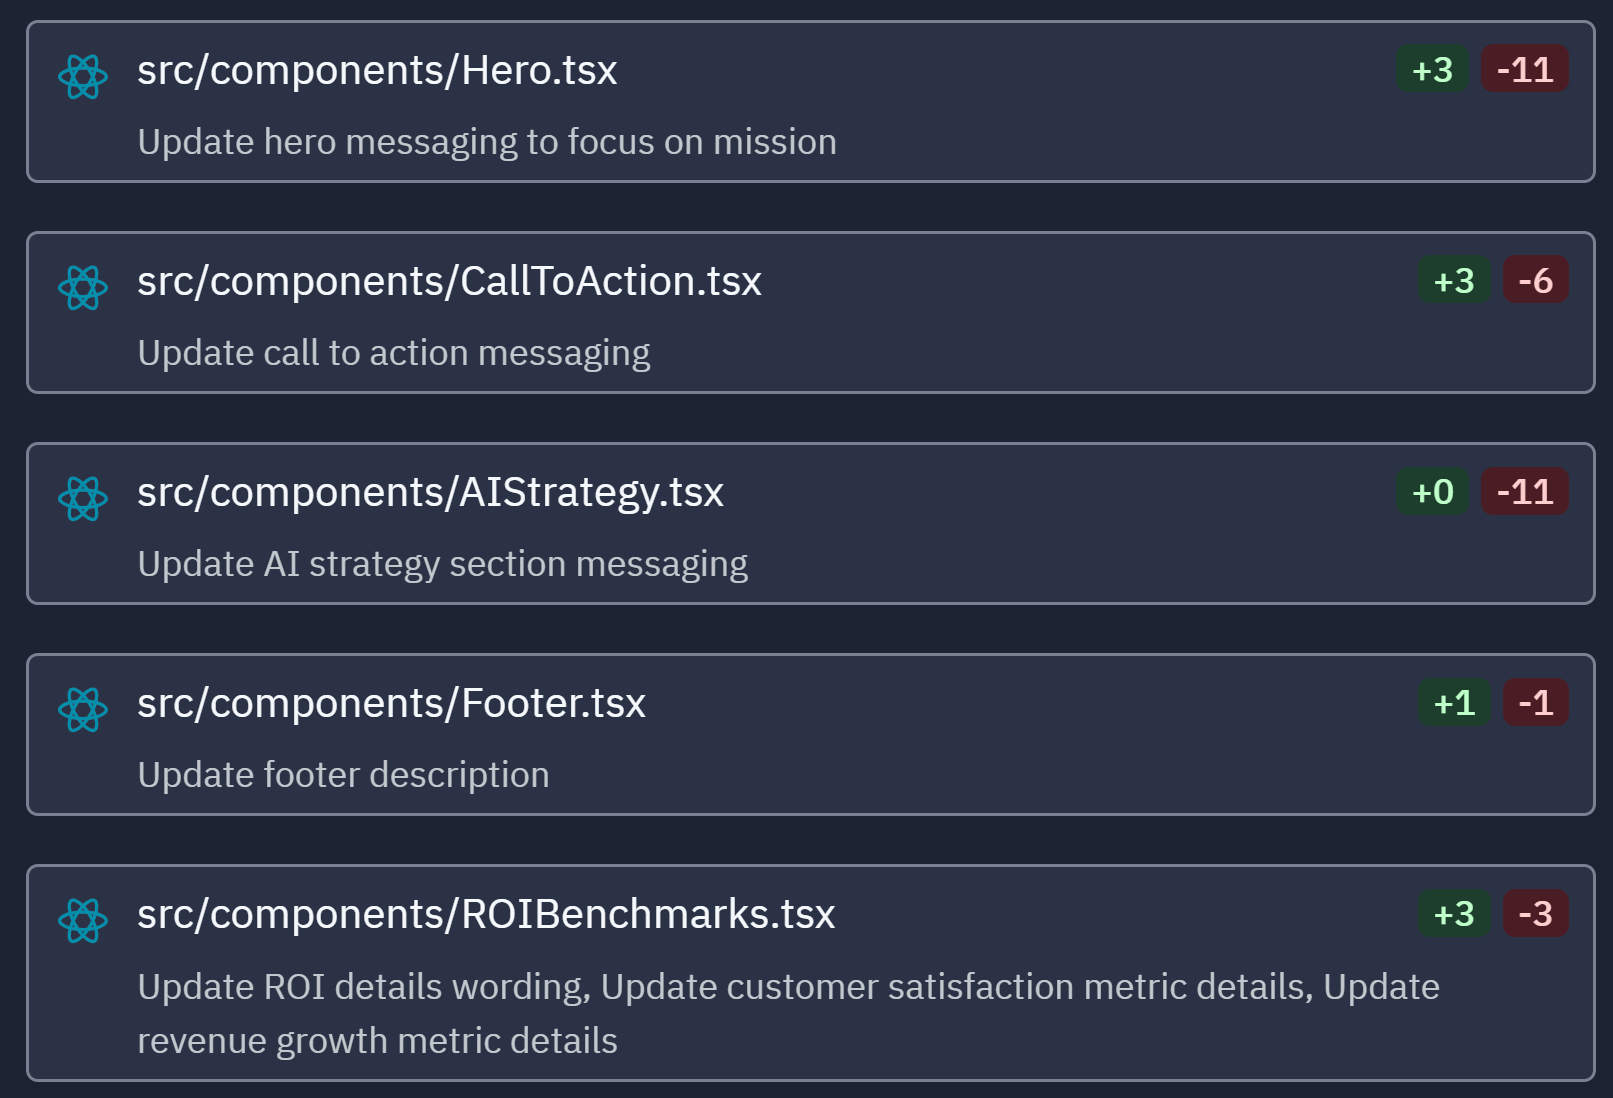 src/components/Hero.tsx +3 -11
Update hero messaging to focus on mission
src/components/CallToAction.tsx +3 -6
Update call to action messaging
src/components/AIStrategy.tsx +0 -11
Update AI strategy section messaging
src/components/Footer.tsx +1 -1
Update footer description
src/components/ROIBenchmarks.tsx +3 -3
Update ROI details wording, Update customer satisfaction metric details, Update
revenue growth metric details